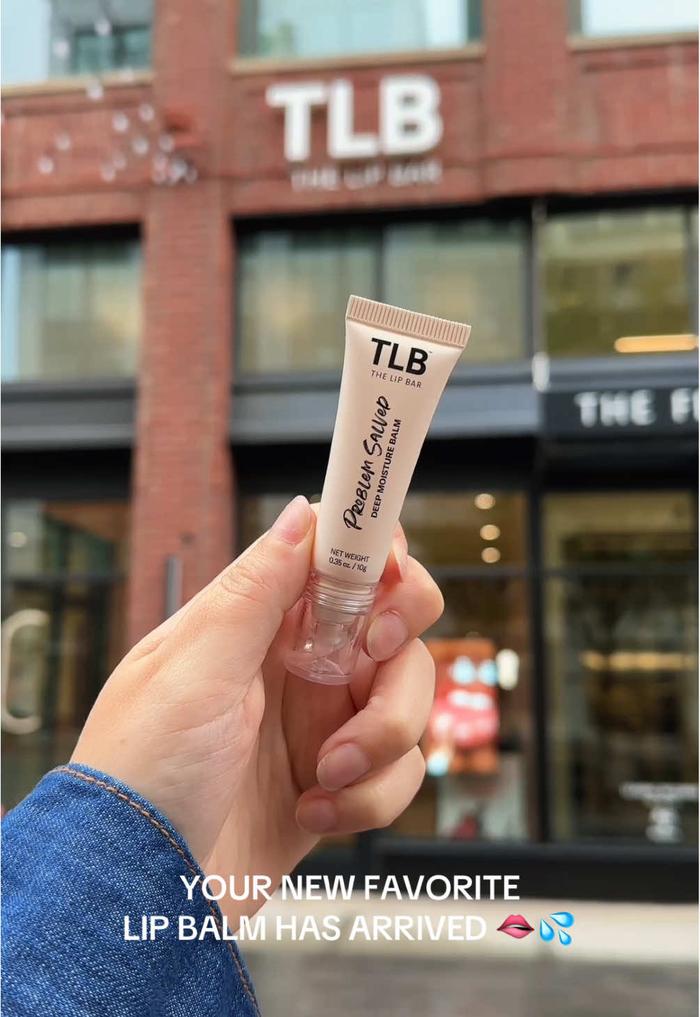 TLB
THE LIP BAR
TLB
THE LIP BAR
PROBLEM SALVED
DEEP MOISTURE BALM
NET WEIGHT
0.35 oz. / 10g
THE F
YOUR NEW FAVORITE
LIP BALM HAS ARRIVED 🫦💦